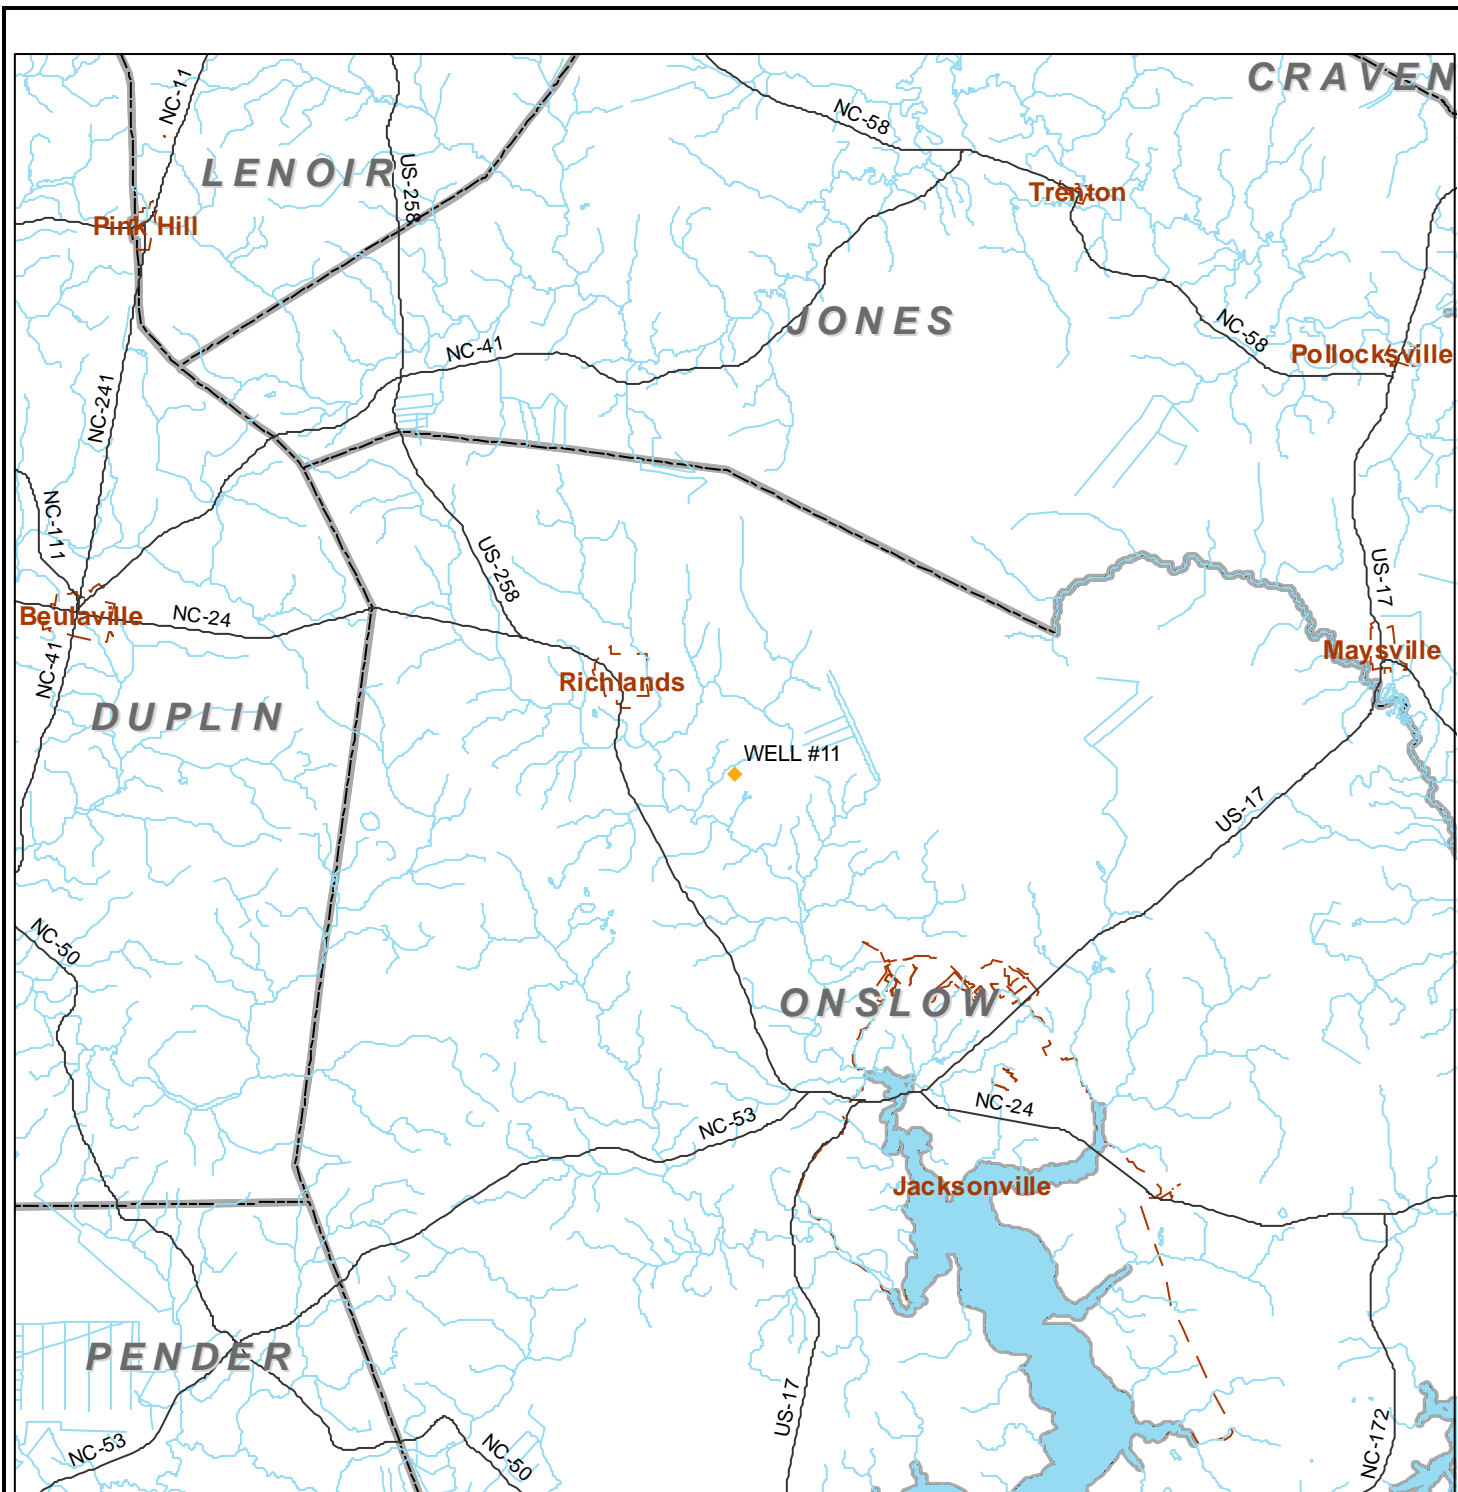 CRAVEN
NC-11
NC-58
LENOIR
US-258
Trenton
Pink Hill
JONES
NC-58
NC-41
Pollocksville
NC-241
NC-111
US-258
US-17
Beulaville
NC-24
Maysville
NC-41
Richlands
DUPLIN
WELL #11
US-17
NC-50
ONSLOW
NC-24
NC-53
Jacksonville
PENDER
US-17
NC-53
NC-50
NC-172